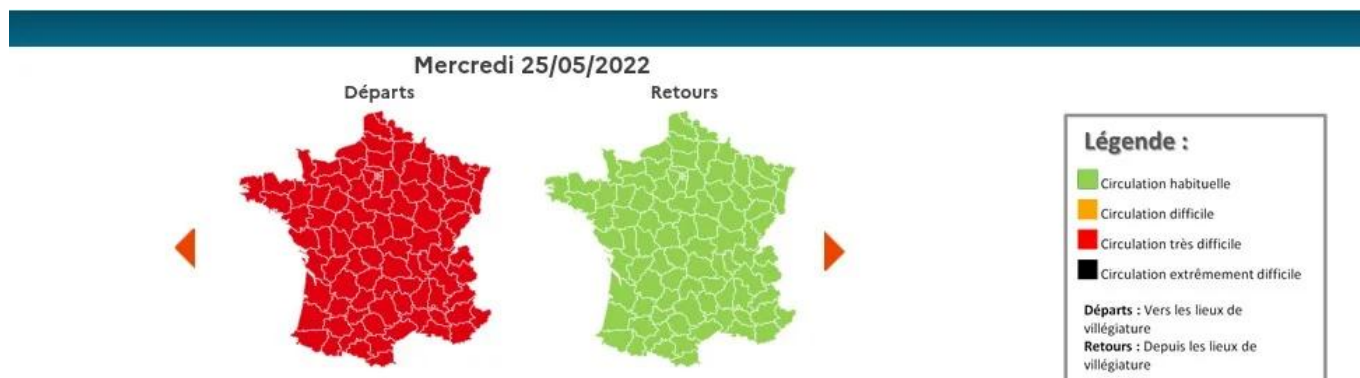 Mercredi 25/05/2022
Départs
Retours
Légende :
Circulation habituelle
Circulation difficile
Circulation très difficile
Circulation extrêmement difficile
Départs : Vers les lieux de
villégiature
Retours : Depuis les lieux de
villégiature